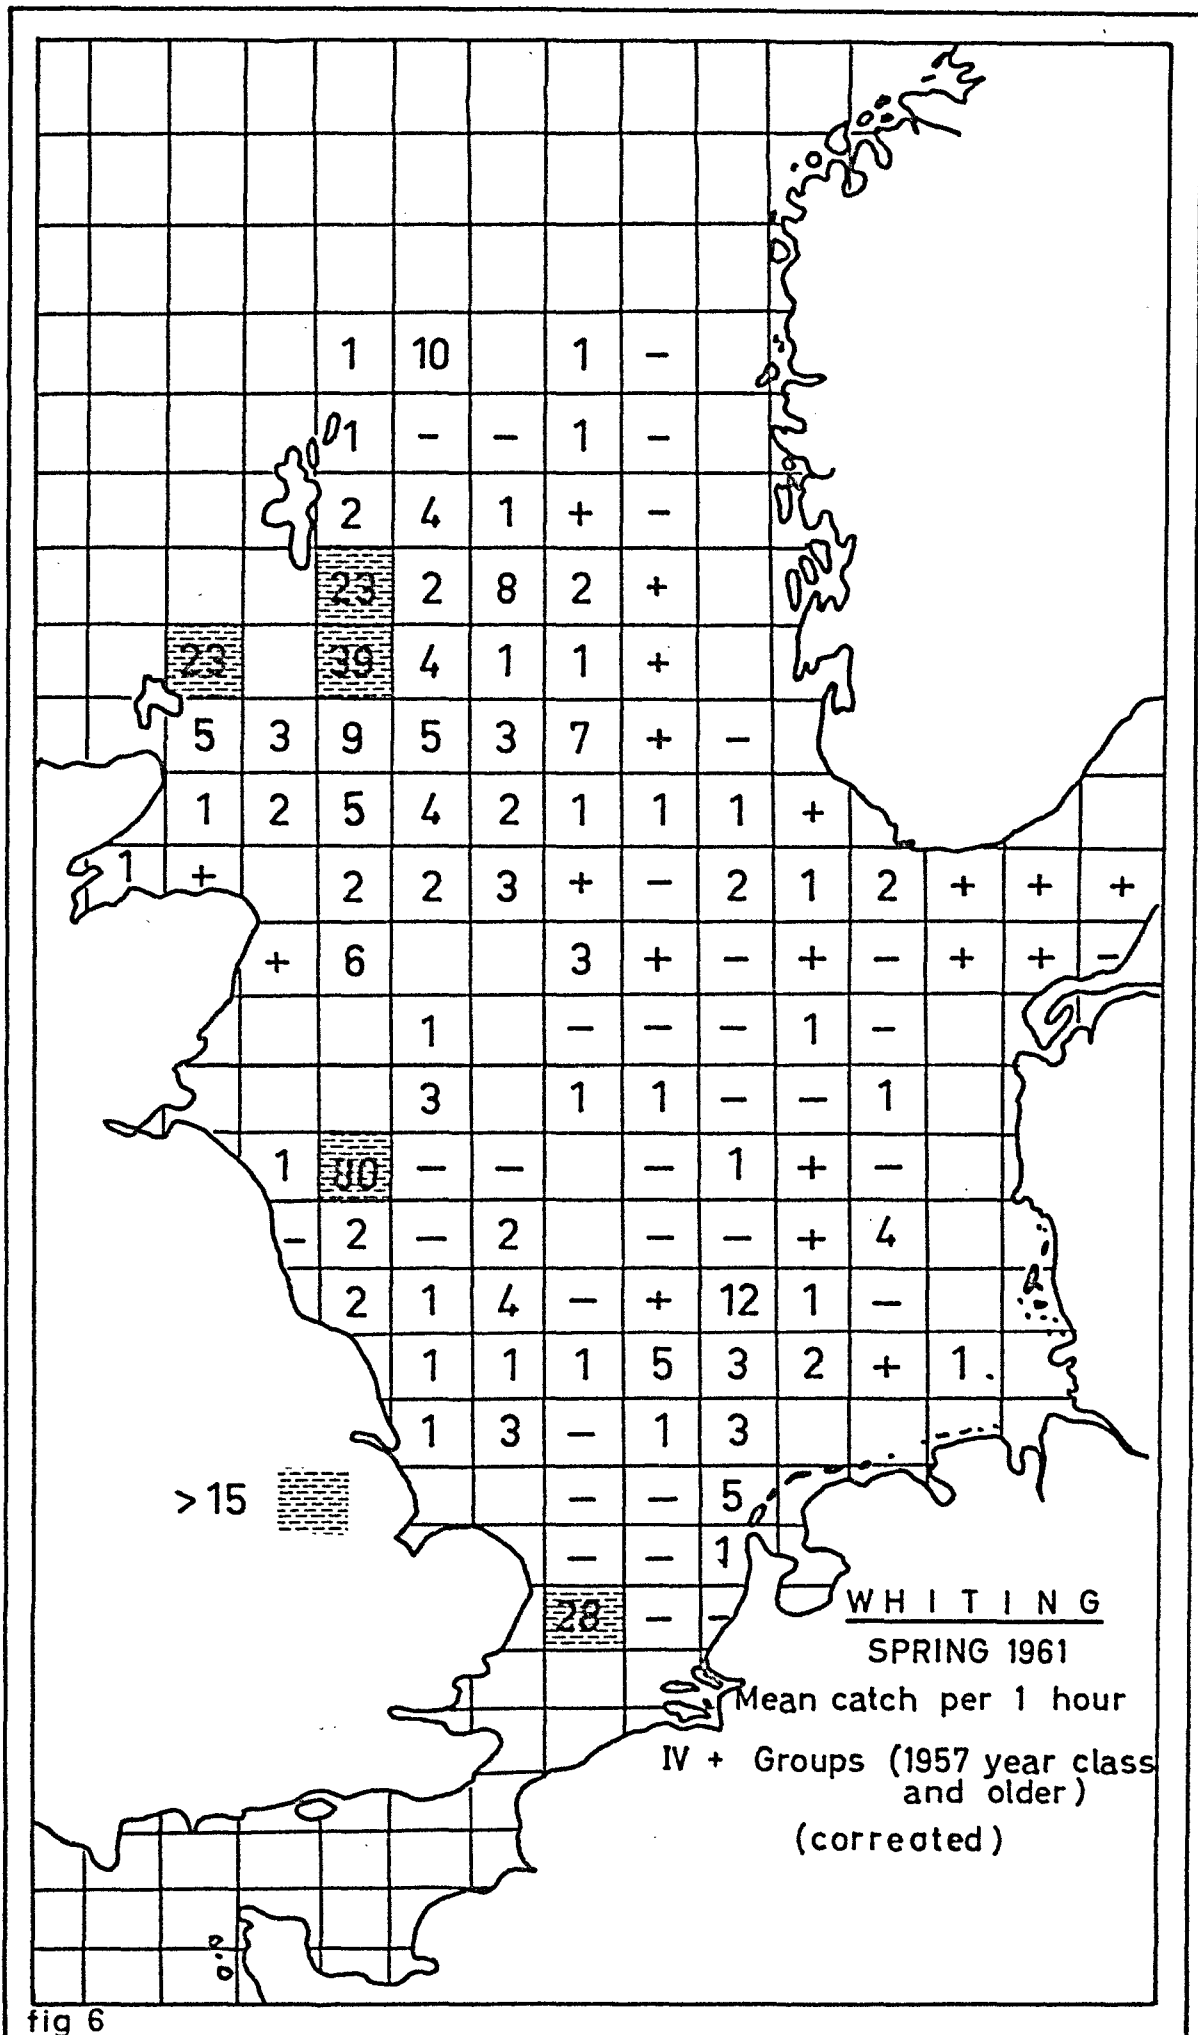 1 10 1 –
1 – – 1 –
2 4 1 + –
23 2 8 2 +
23 39 4 1 1 +
5 3 9 5 3 7 + –
1 2 5 4 2 1 1 1 +
1 + 2 2 3 + – 2 1 2 + + +
+ 6 3 + – + – + + –
1 – – – 1 –
3 1 1 – – 1
1 80 – – – 1 + –
– 2 – 2 – – + 4
2 1 4 – + 12 1 –
1 1 1 5 3 2 + 1.
1 3 – 1 3
>15 – – 5
– – 1
28 – –
WHITING
SPRING 1961
Mean catch per 1 hour
IV + Groups (1957 year class
and older)
(correated)
fig 6